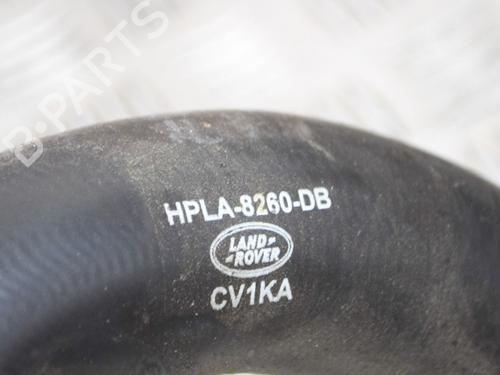 B-PARTS
HPLA-8260-DB
LAND-
-ROVER
CV1KA